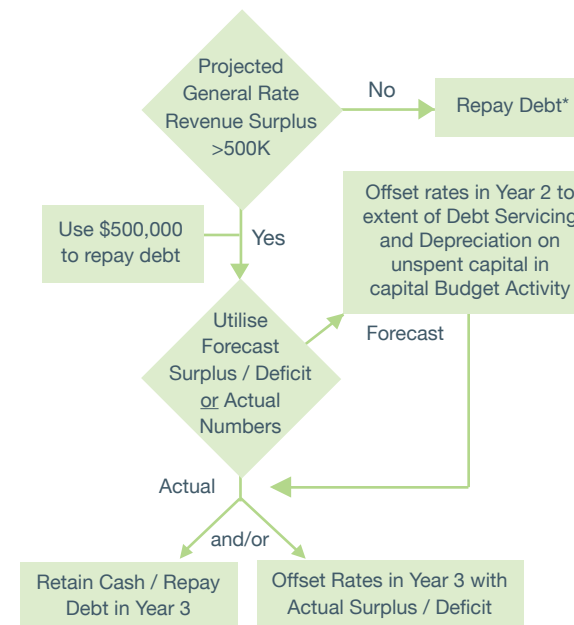 Projected
General Rate
Revenue Surplus
>500K
No
Repay Debt*
Use $500,000
to repay debt
Yes
Offset rates in Year 2 to
extent of Debt Servicing
and Depreciation on
unspent capital in
capital Budget Activity
Utilise
Forecast
Surplus / Deficit
or Actual
Numbers
Forecast
Actual
and/or
Retain Cash / Repay
Debt in Year 3
Offset Rates in Year 3 with
Actual Surplus / Deficit